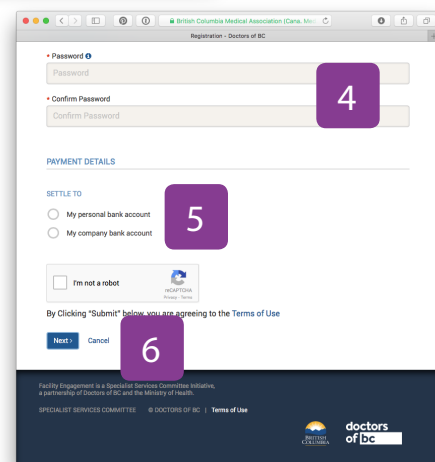 British Columbia Medical Association (Cana. Med
Registration - Doctors of BC
* Password
Password
4
* Confirm Password
Confirm Password
PAYMENT DETAILS
SETTLE TO
My personal bank account
5
My company bank account
I'm not a robot
reCAPTCHA
Privacy - Terms
By Clicking "Submit" below, you are agreeing to the Terms of Use
Next ›
Cancel
6
Facility Engagement is a Specialist Services Committee Initiative,
a partnership of Doctors of BC and the Ministry of Health.
SPECIALIST SERVICES COMMITTEE © DOCTORS OF BC | Terms of Use
BRITISH
COLUMBIA
doctors
of bc